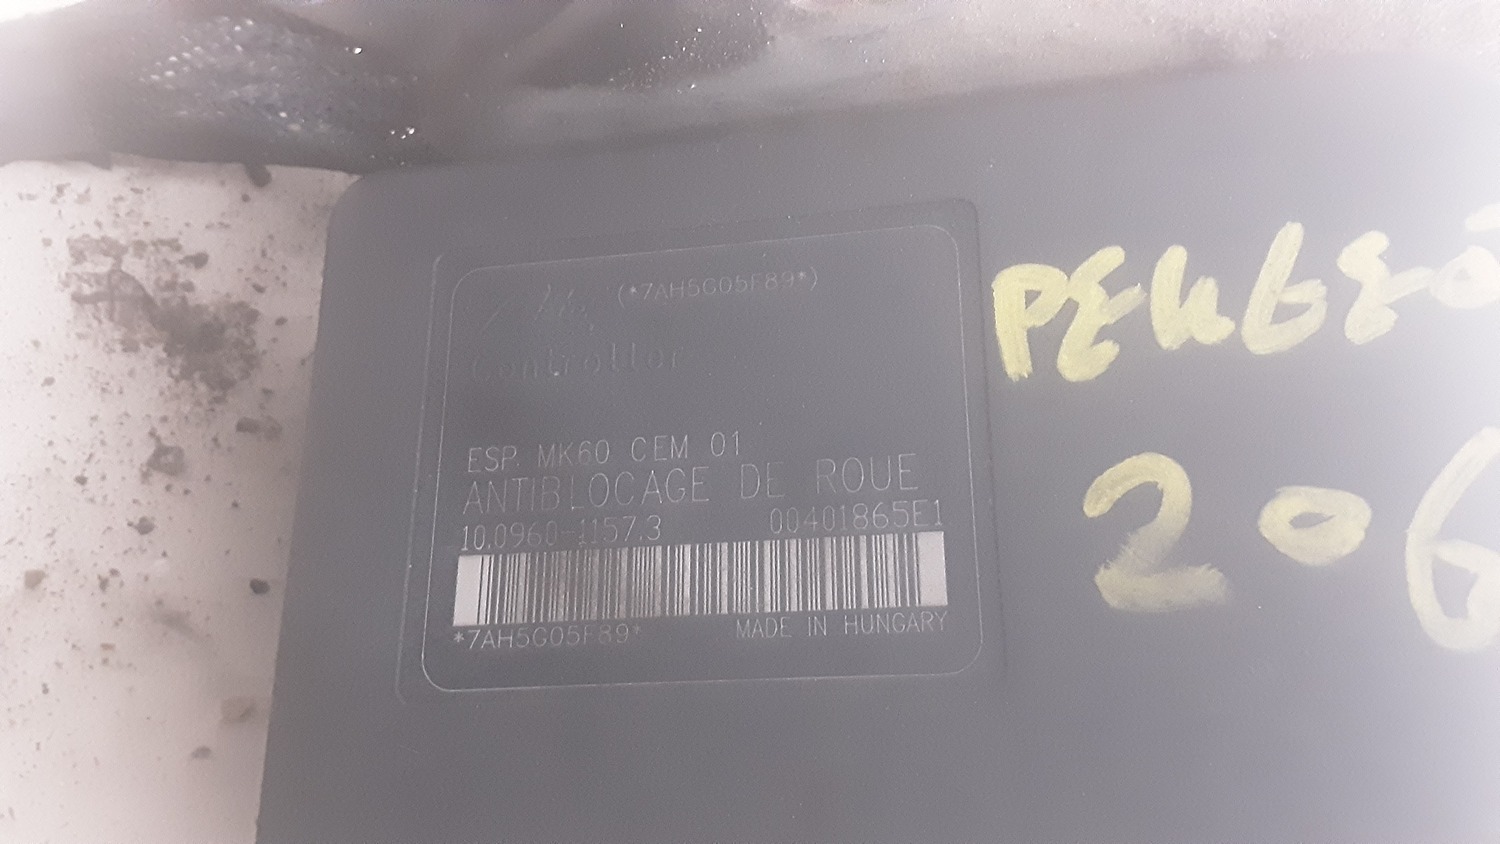 (*7AH5G05F89*)
Controller
ESP MK60 CEM 01
ANTIBLOCAGE DE ROUE
10.0960-1157.3 00401865E1
*7AH5G05F89*
MADE IN HUNGARY
PEUGEO
206